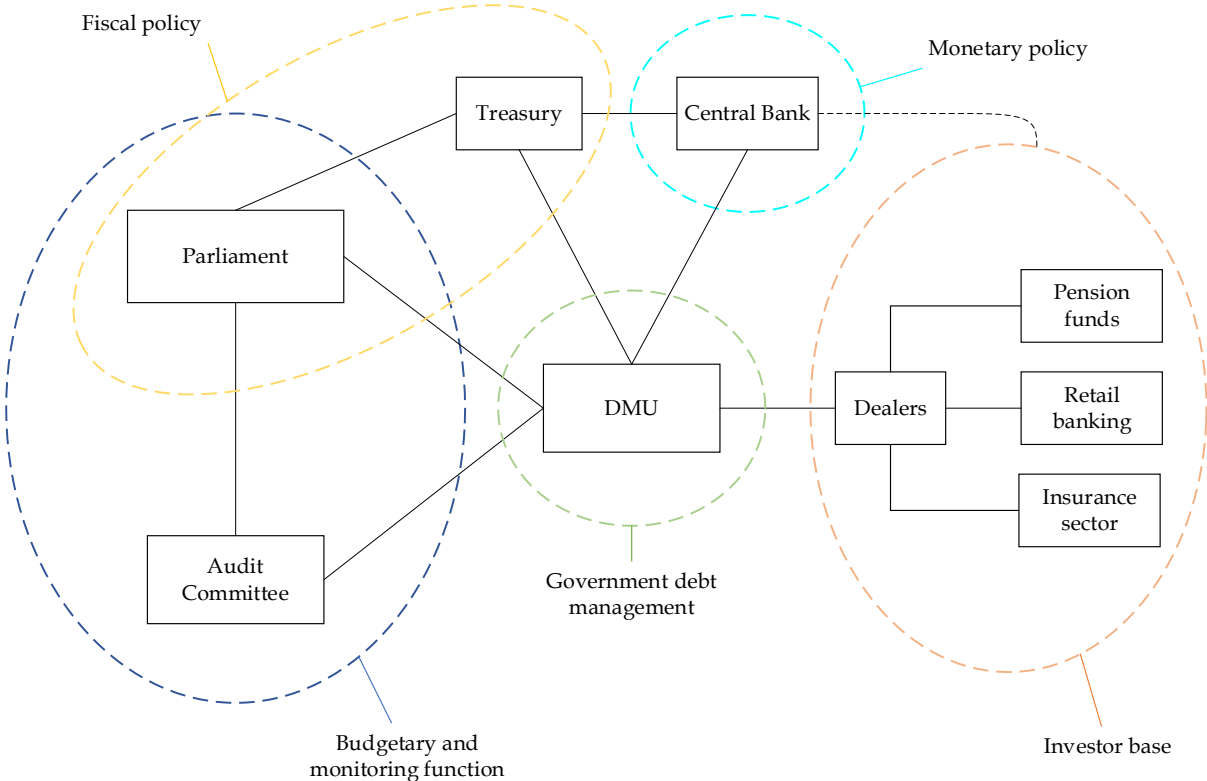 Fiscal policy
Monetary policy
Treasury
Central Bank
Parliament
Pension
funds
DMU
Dealers
Retail
banking
Insurance
sector
Audit
Committee
Government debt
management
Budgetary and
monitoring function
Investor base